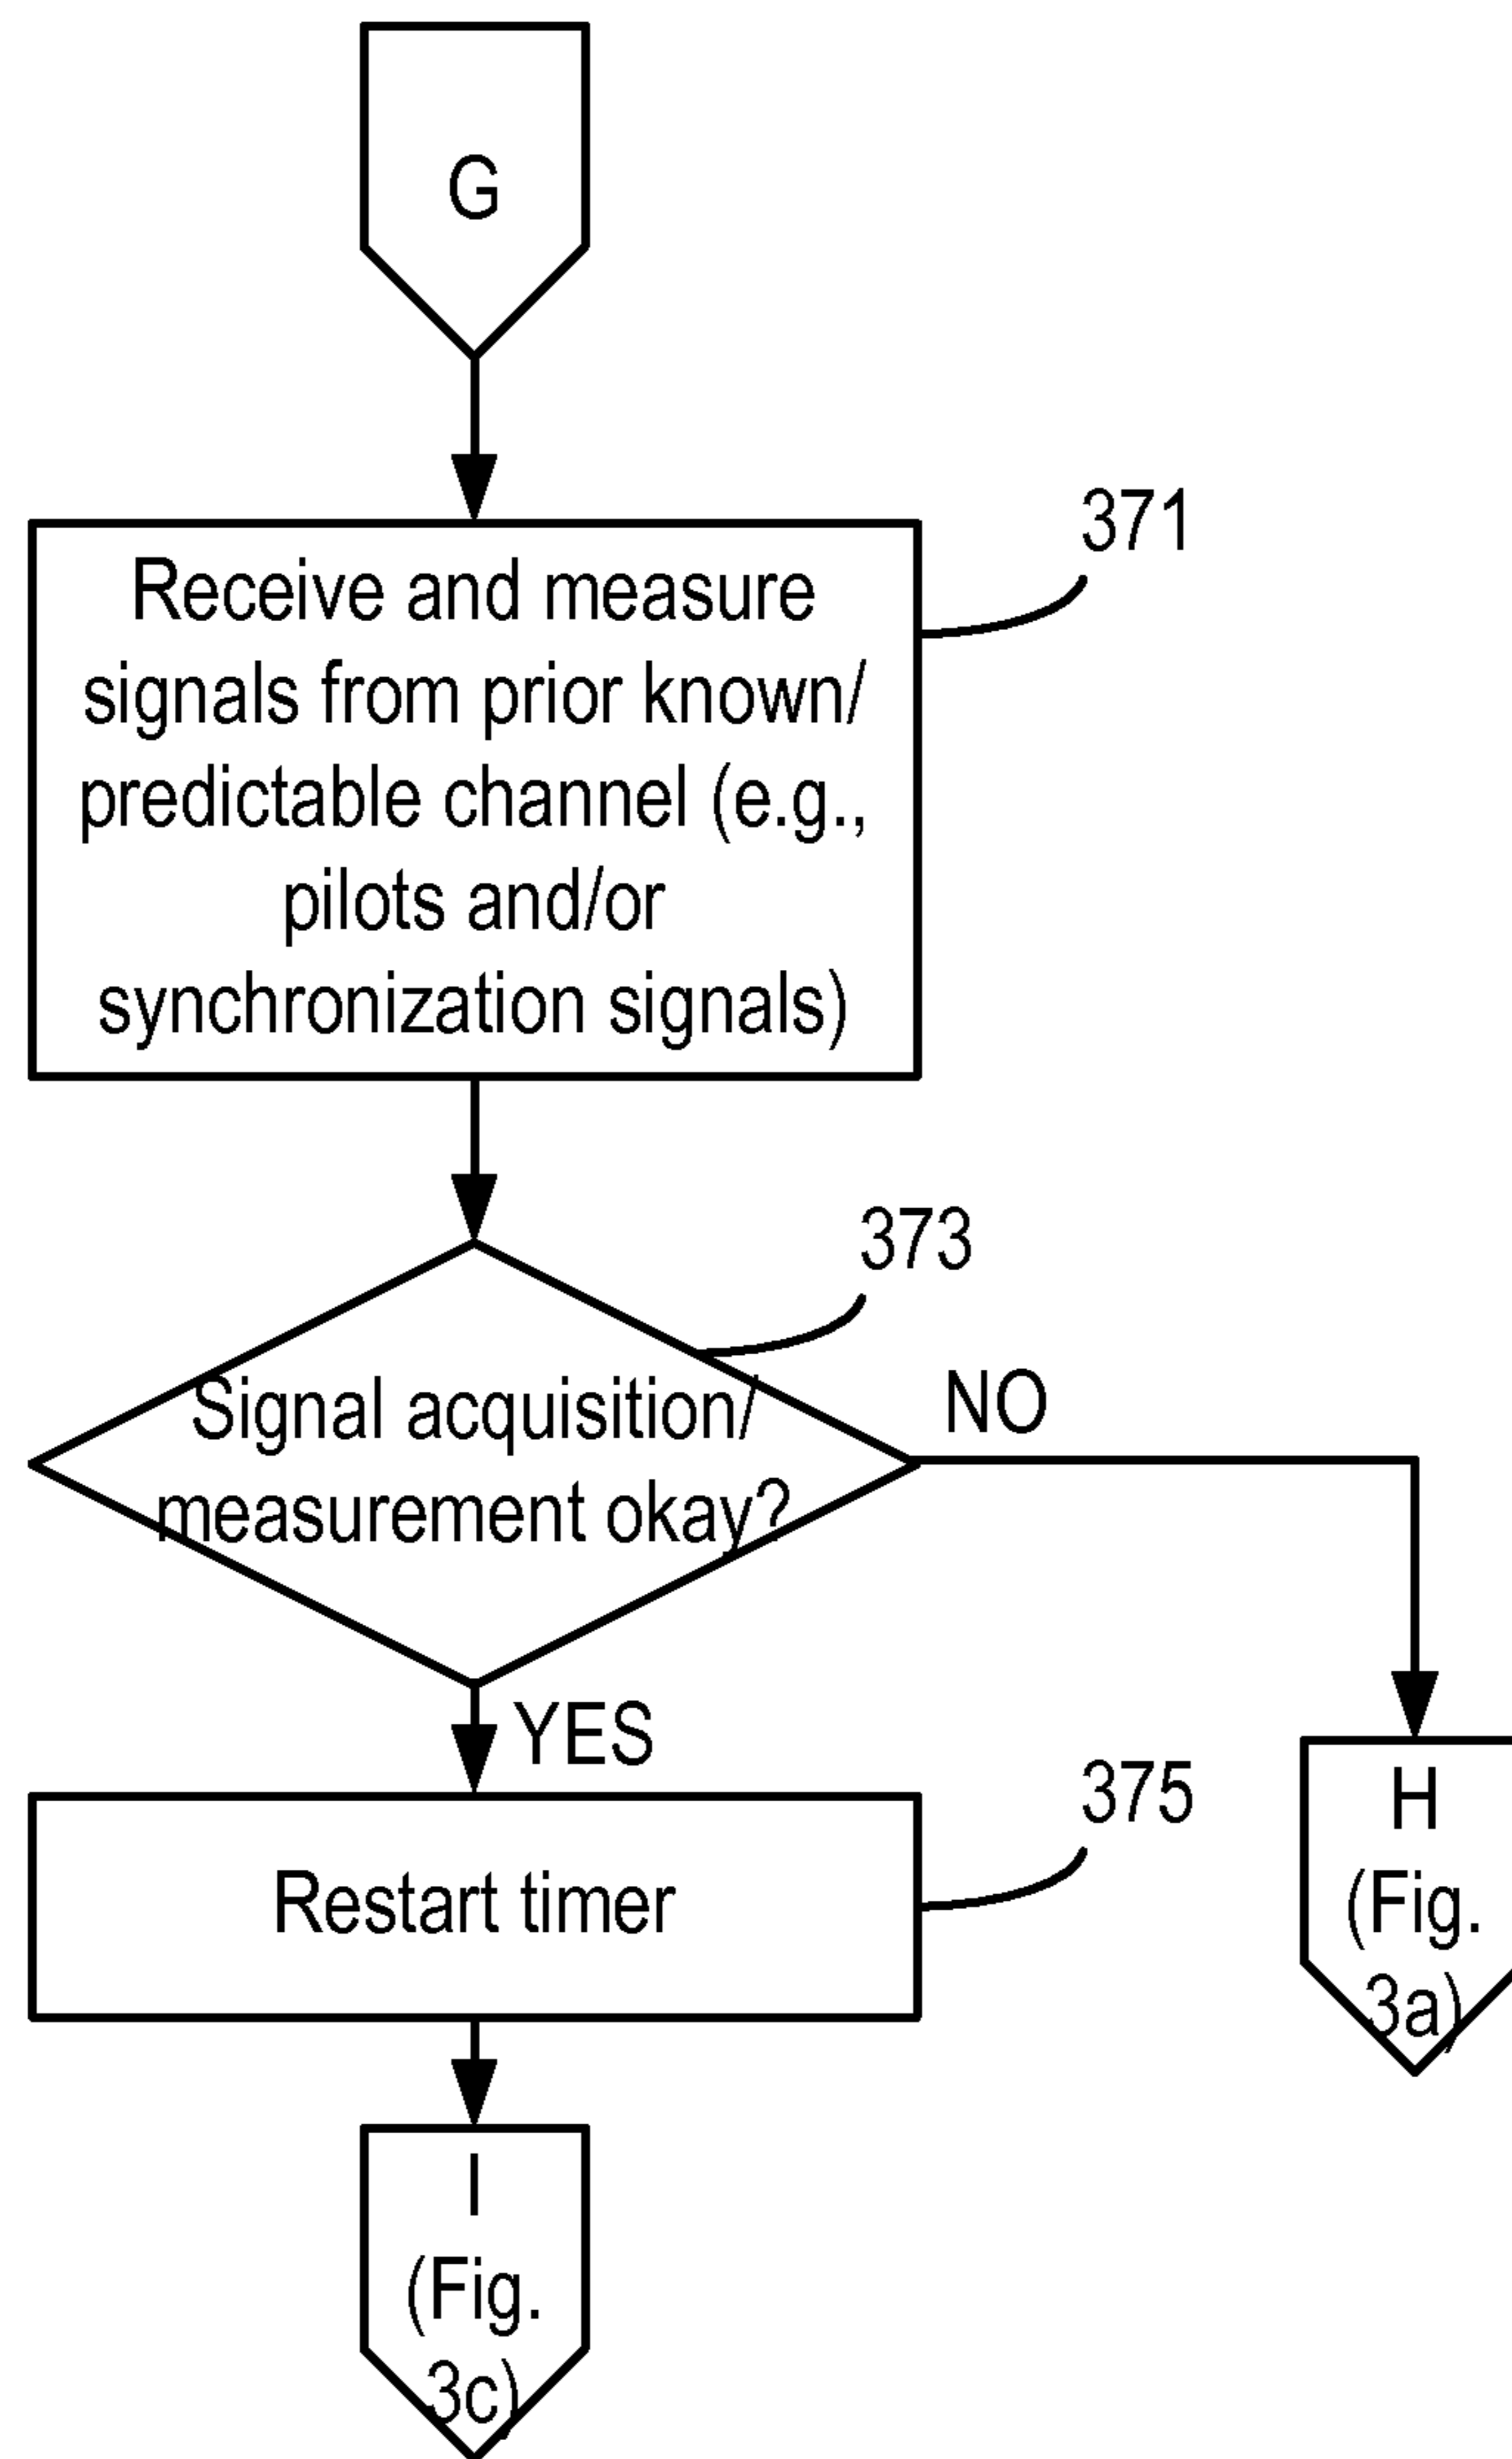 G
371
Receive and measure
signals from prior known/
predictable channel (e.g.,
pilots and/or
synchronization signals)
373
Signal acquisition/
measurement okay?
NO
YES
375
Restart timer
H
(Fig.
3a)
I
(Fig.
3c)